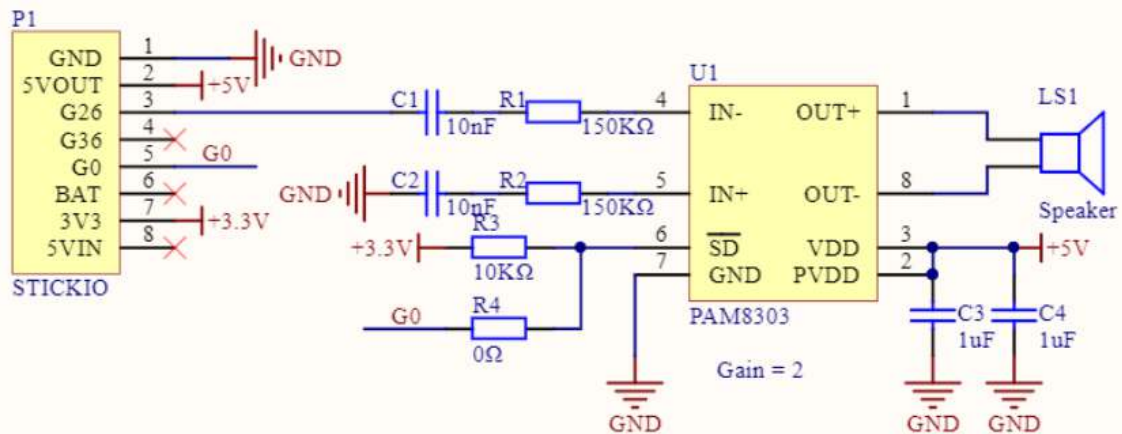 P1
GND 1 GND
5VOUT 2 +5V
G26 3
G36 4
G0 5 G0
BAT 6
3V3 7 +3.3V
5VIN 8
STICKIO
C1
10nF
R1
150KΩ
GND
C2
10nF
R2
150KΩ
+3.3V
R3
10KΩ
G0
R4
0Ω
GND
U1
4 IN- OUT+ 1
5 IN+ OUT- 8
6 SD VDD 3
7 GND PVDD 2
PAM8303
Gain = 2
LS1
Speaker
+5V
C3
1uF
C4
1uF
GND
GND